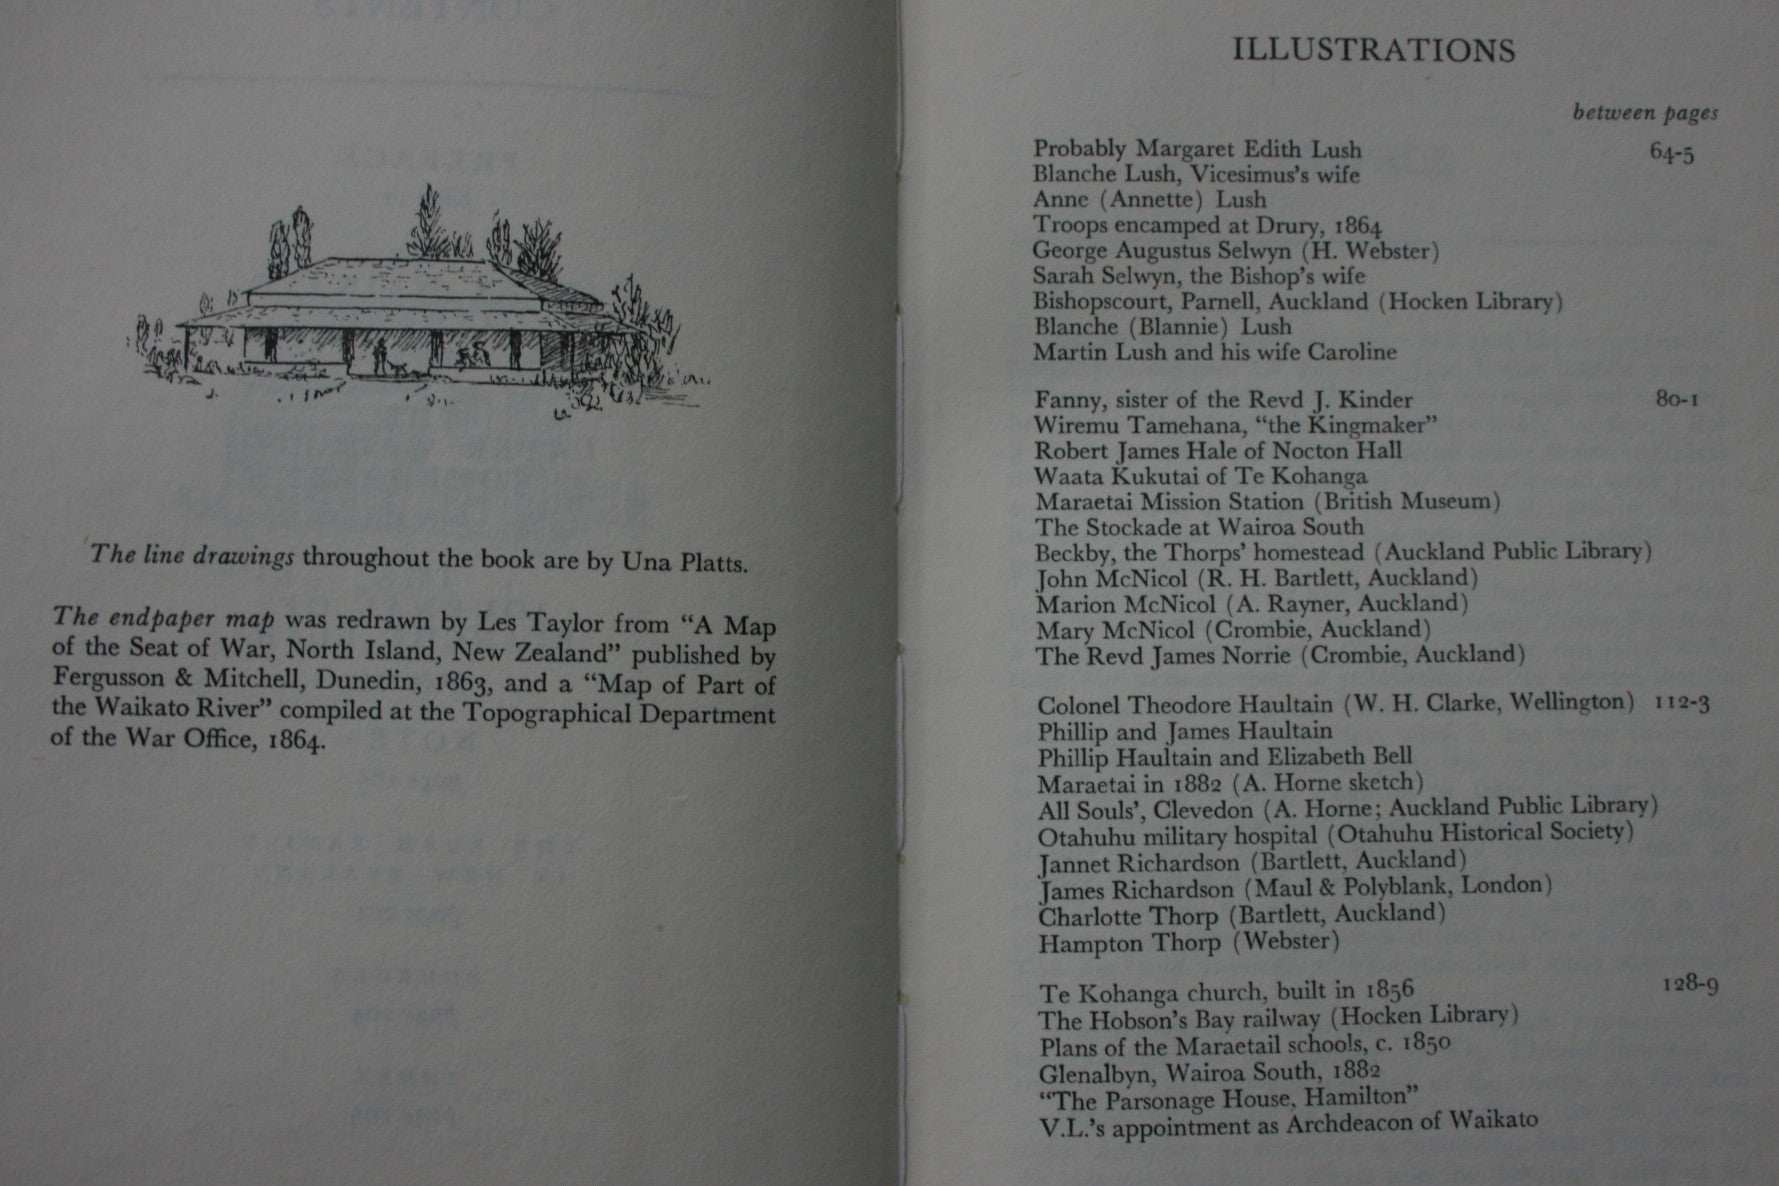 The line drawings throughout the book are by Una Platts.
The endpaper map was redrawn by Les Taylor from “A Map
of the Seat of War, North Island, New Zealand” published by
Fergusson & Mitchell, Dunedin, 1863, and a “Map of Part of
the Waikato River” compiled at the Topographical Department
of the War Office, 1864.
ILLUSTRATIONS
between pages
Probably Margaret Edith Lush 64-5
Blanche Lush, Vicesimus’s wife
Anne (Annette) Lush
Troops encamped at Drury, 1864
George Augustus Selwyn (H. Webster)
Sarah Selwyn, the Bishop’s wife
Bishopscourt, Parnell, Auckland (Hocken Library)
Blanche (Blannie) Lush
Martin Lush and his wife Caroline
Fanny, sister of the Revd J. Kinder 80-1
Wiremu Tamehana, “the Kingmaker”
Robert James Hale of Nocton Hall
Waata Kukutai of Te Kohanga
Maraetai Mission Station (British Museum)
The Stockade at Wairoa South
Beckby, the Thorps’ homestead (Auckland Public Library)
John McNicol (R. H. Bartlett, Auckland)
Marion McNicol (A. Rayner, Auckland)
Mary McNicol (Crombie, Auckland)
The Revd James Norrie (Crombie, Auckland)
Colonel Theodore Haultain (W. H. Clarke, Wellington) 112-3
Phillip and James Haultain
Phillip Haultain and Elizabeth Bell
Maraetai in 1882 (A. Horne sketch)
All Souls’, Clevedon (A. Horne; Auckland Public Library)
Otahuhu military hospital (Otahuhu Historical Society)
Jannet Richardson (Bartlett, Auckland)
James Richardson (Maul & Polyblank, London)
Charlotte Thorp (Bartlett, Auckland)
Hampton Thorp (Webster)
Te Kohanga church, built in 1856 128-9
The Hobson’s Bay railway (Hocken Library)
Plans of the Maraetail schools, c. 1850
Glenalbyn, Wairoa South, 1882
“The Parsonage House, Hamilton”
V.L.’s appointment as Archdeacon of Waikato